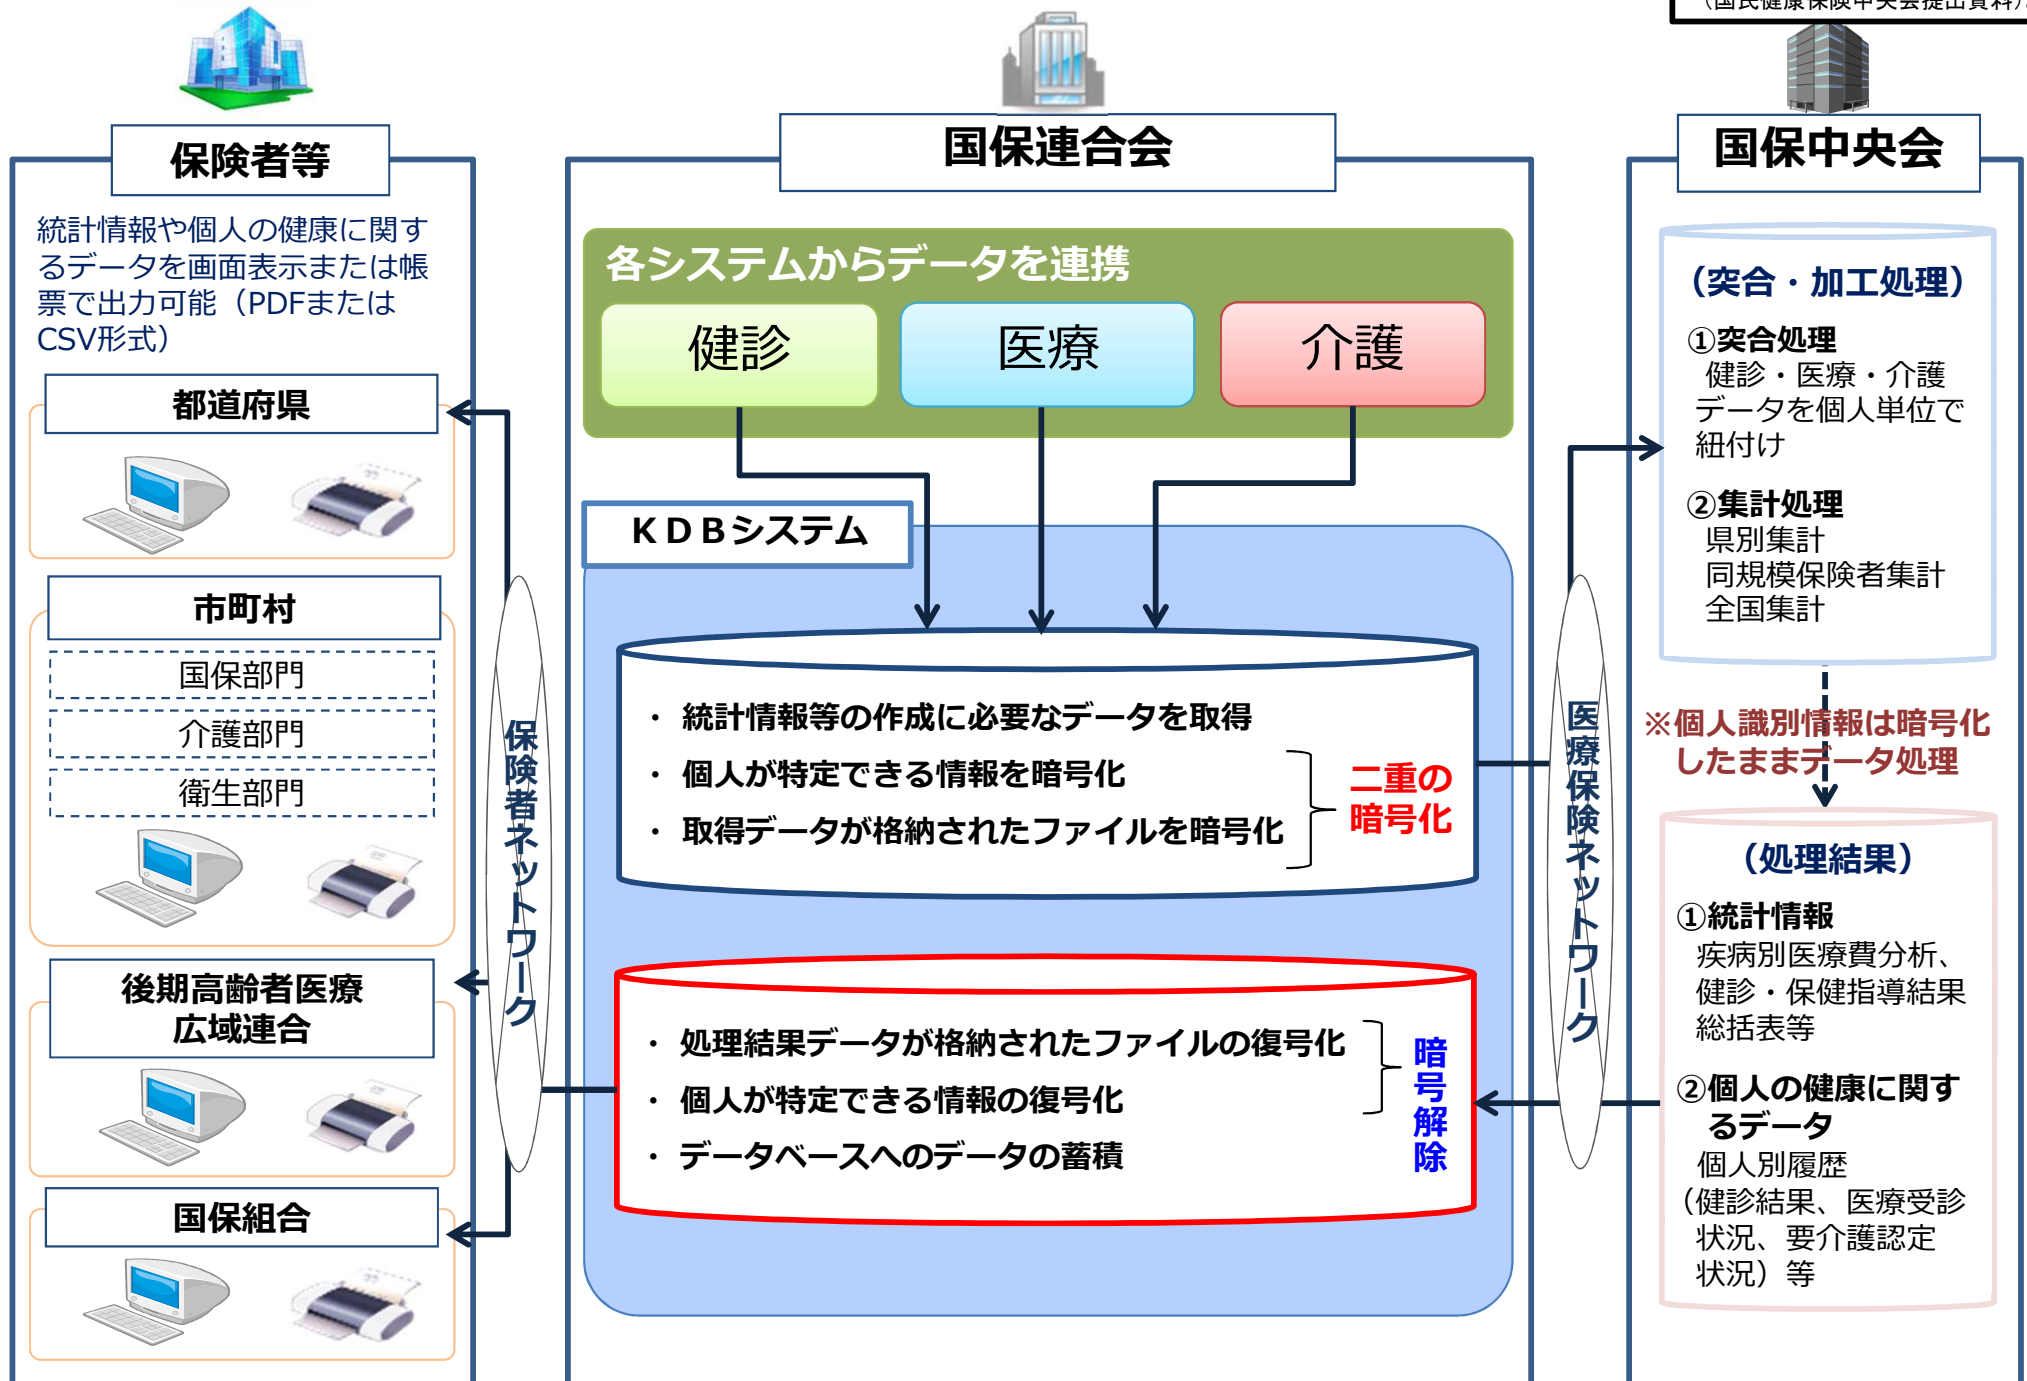 （国民健康保険中央会提出資料）
保険者等
統計情報や個人の健康に関す
るデータを画面表示または帳
票で出力可能（PDFまたは
CSV形式）
都道府県
市町村
国保部門
介護部門
衛生部門
後期高齢者医療
広域連合
国保組合
保険者ネットワーク
国保連合会
各システムからデータを連携
健診
医療
介護
ＫＤＢシステム
・ 統計情報等の作成に必要なデータを取得
・ 個人が特定できる情報を暗号化
・ 取得データが格納されたファイルを暗号化
二重の
暗号化
・ 処理結果データが格納されたファイルの復号化
・ 個人が特定できる情報の復号化
・ データベースへのデータの蓄積
暗号解除
医療保険ネットワーク
国保中央会
（突合・加工処理）
①突合処理
健診・医療・介護
データを個人単位で
紐付け
②集計処理
県別集計
同規模保険者集計
全国集計
※個人識別情報は暗号化
したままデータ処理
（処理結果）
①統計情報
疾病別医療費分析、
健診・保健指導結果
総括表等
②個人の健康に関す
るデータ
個人別履歴
（健診結果、医療受診
状況、要介護認定
状況）等